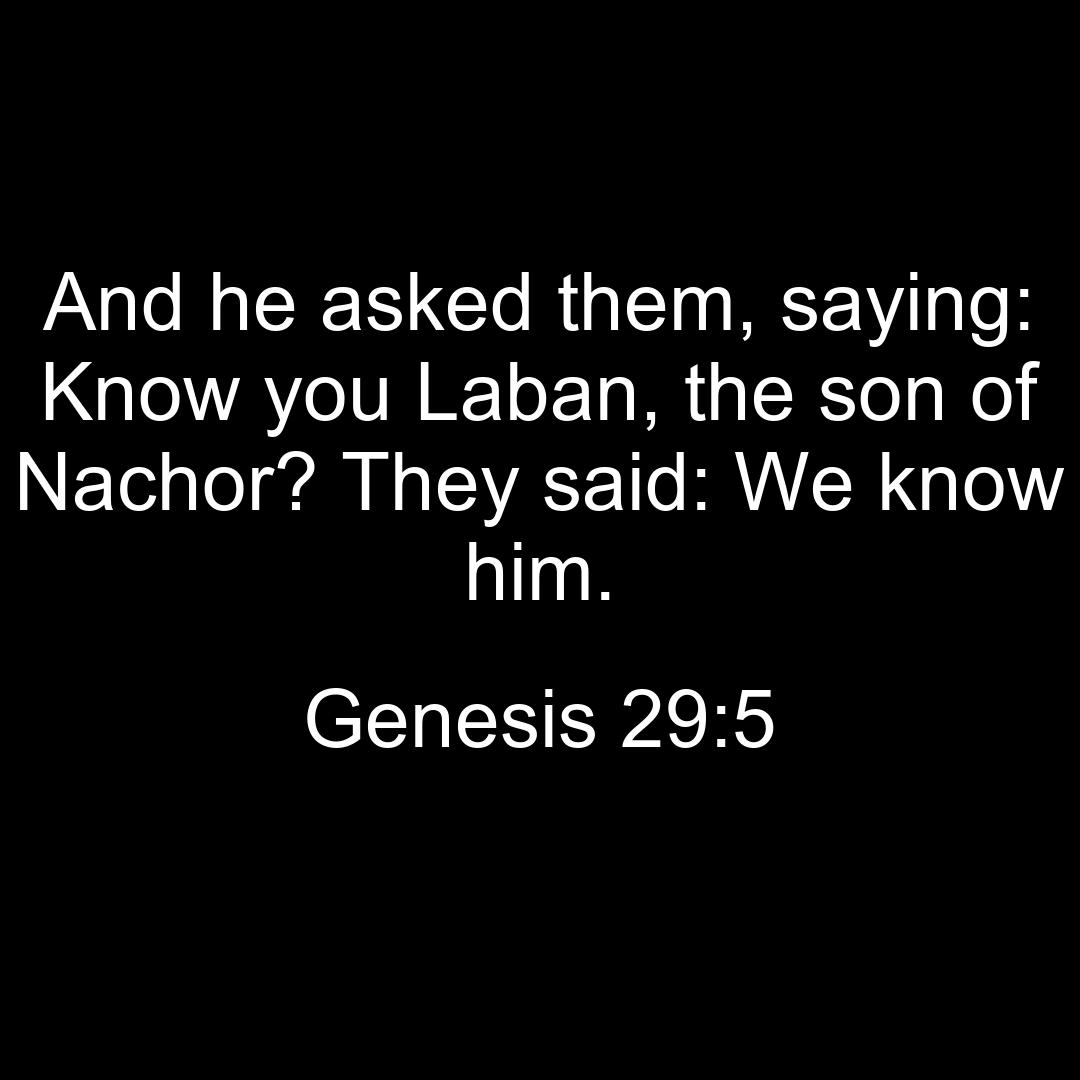 And he asked them, saying:
Know you Laban, the son of
Nachor? They said: We know
him.
Genesis 29:5